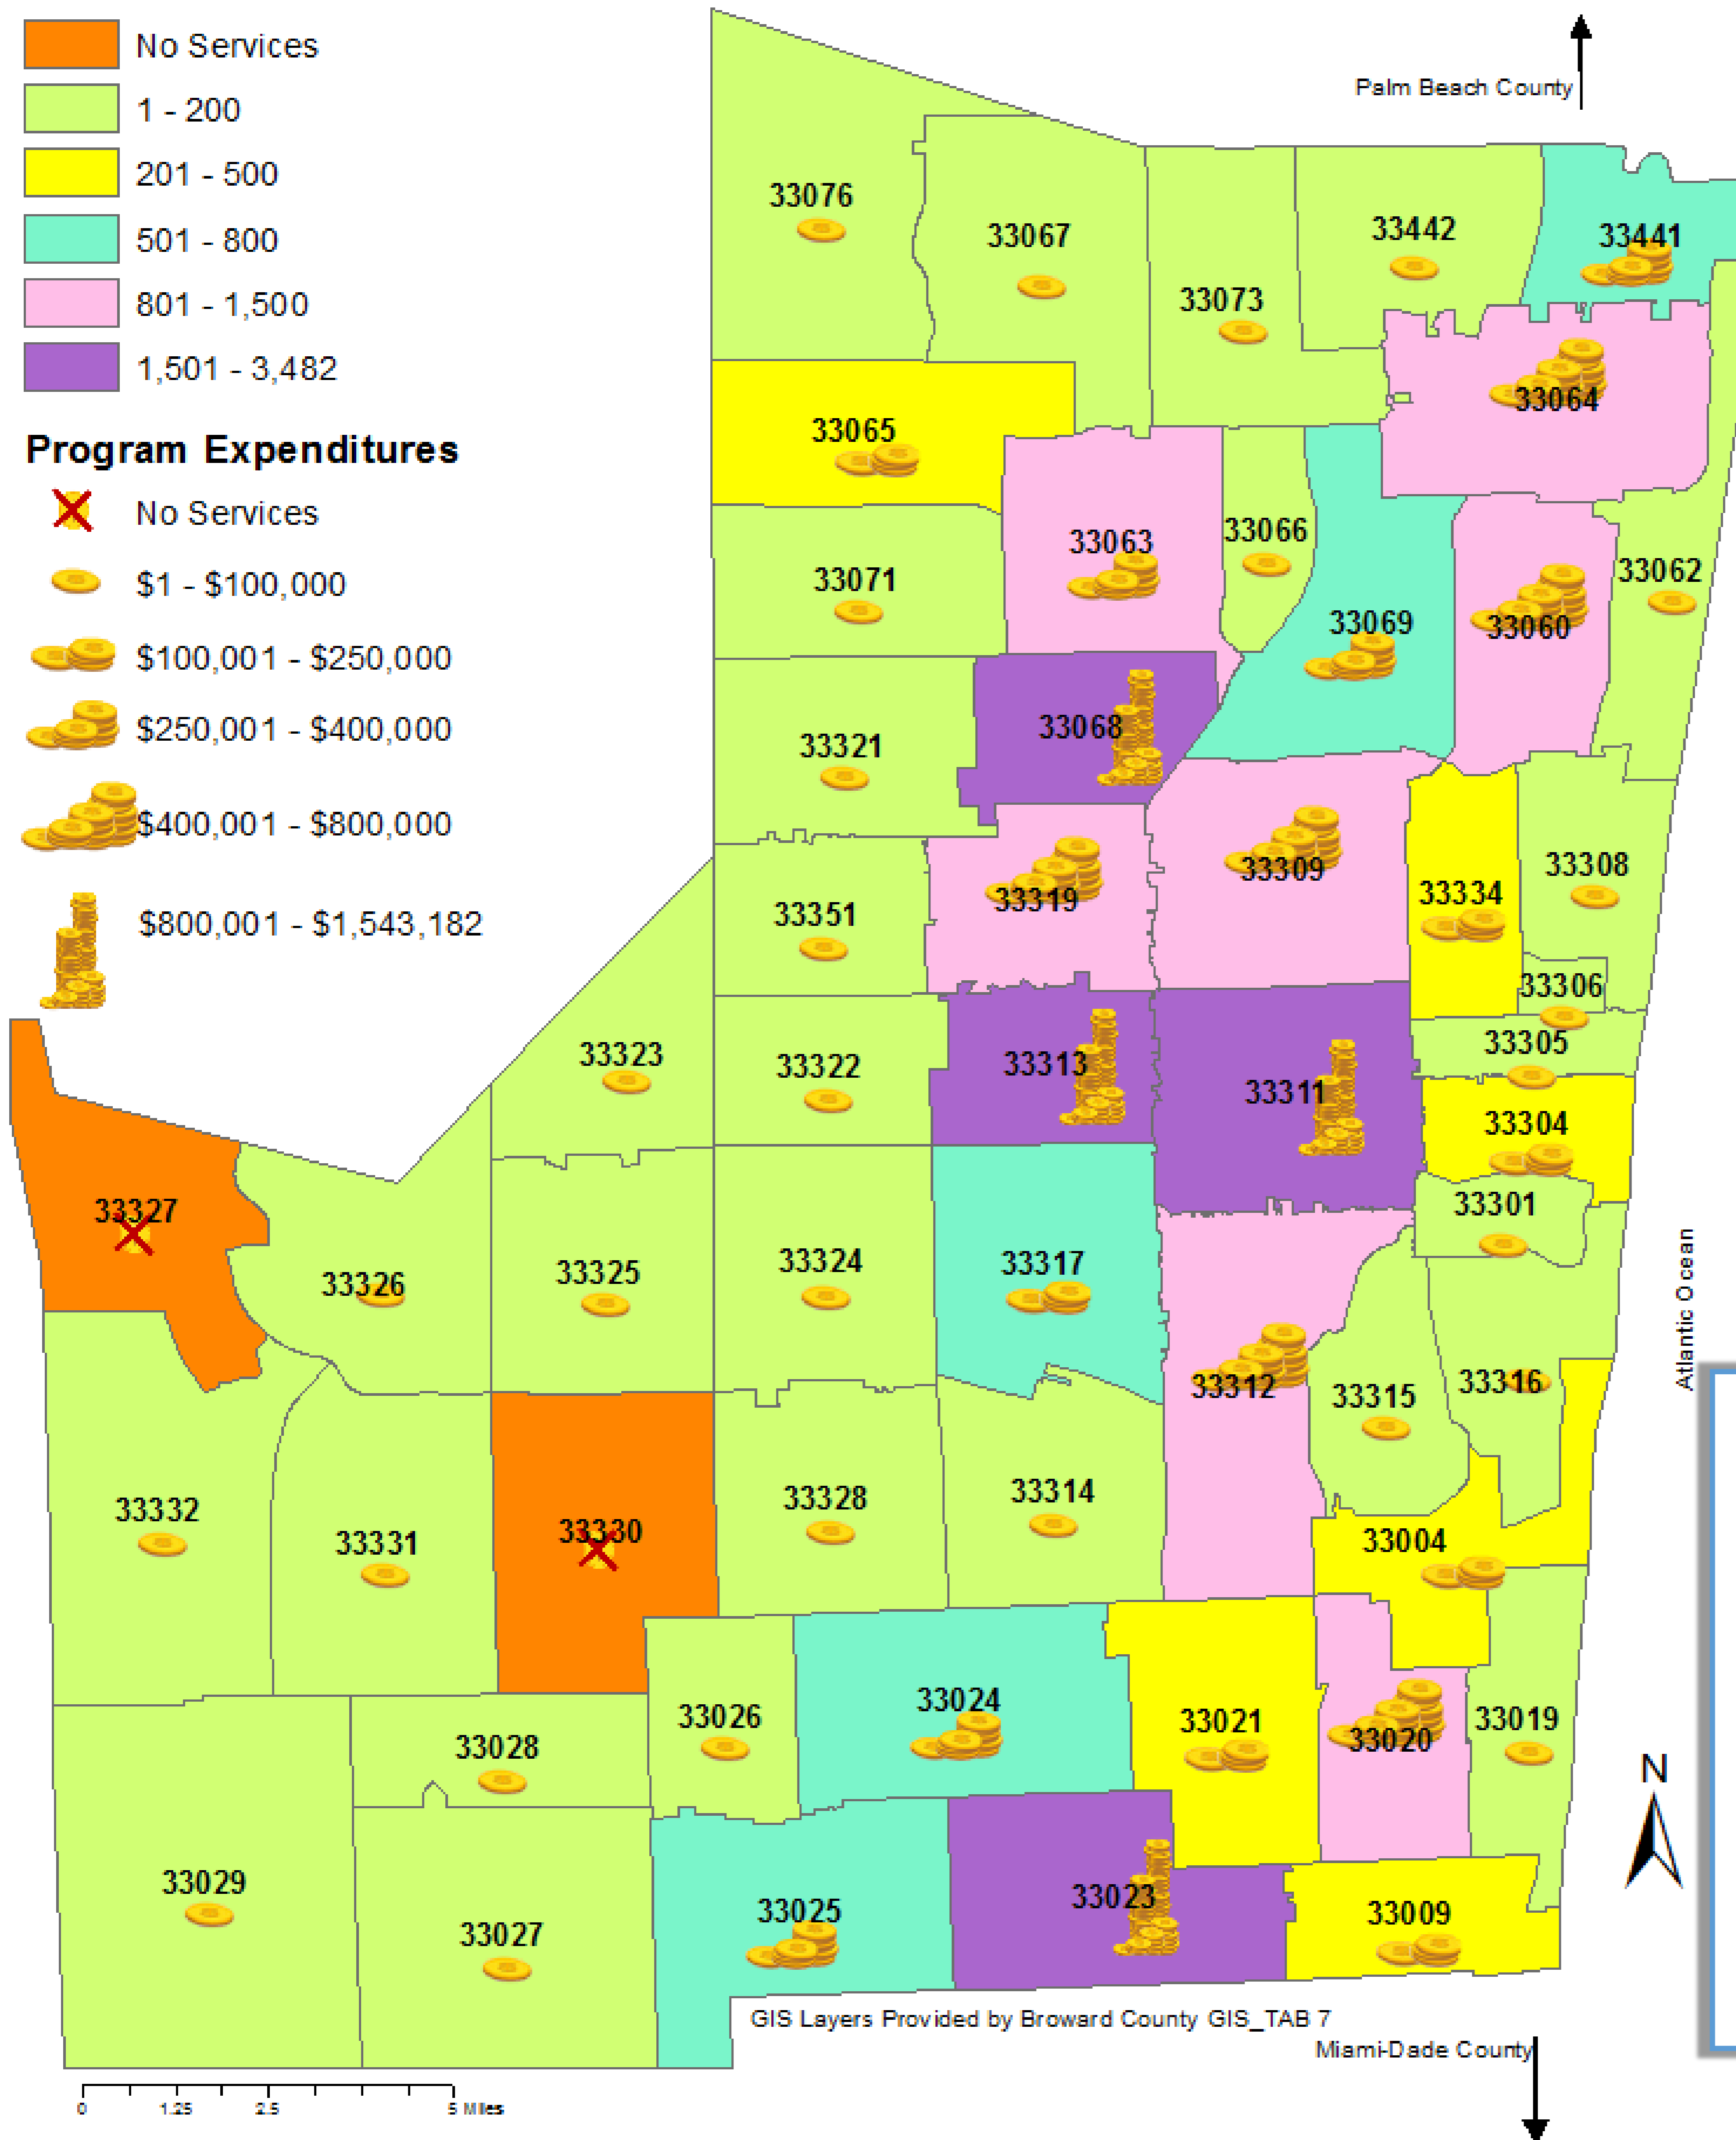 No Services
1 - 200
201 - 500
501 - 800
801 - 1,500
1,501 - 3,482
Program Expenditures
No Services
$1 - $100,000
$100,001 - $250,000
$250,001 - $400,000
$400,001 - $800,000
$800,001 - $1,543,182
Palm Beach County
33076
33067
33442
33441
33073
33064
33065
33063
33066
33062
33071
33069
33060
33068
33321
33309
33308
33319
33334
33351
33306
33305
33323
33322
33313
33311
33304
33301
33327
33326
33325
33324
33317
Atlantic Ocean
33312
33315
33316
33332
33331
33330
33328
33314
33004
33026
33024
33021
33020
33019
33028
N
33029
33027
33025
33023
33009
GIS Layers Provided by Broward County GIS_TAB 7
Miami-Dade County
0 1.25 2.5 5 Miles